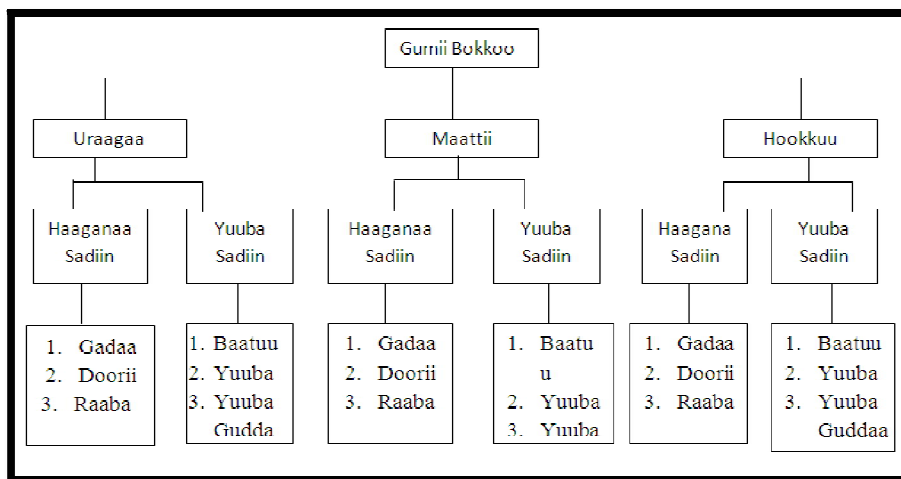 Gumii Bokkoo
Uraagaa
Maattii
Hookkuu
Haaganaa
Sadiin
Yuuba
Sadiin
Haaganaa
Sadiin
Yuuba
Sadiin
Haagana
Sadiin
Yuuba
Sadiin
1. Gadaa
2. Doorii
3. Raaba
1. Baatuu
2. Yuuba
3. Yuuba
Gudda
1. Gadaa
2. Doorii
3. Raaba
1. Baatu
u
2. Yuuba
3. Yuuba
1. Gadaa
2. Doorii
3. Raaba
1. Baatuu
2. Yuuba
3. Yuuba
Guddaa